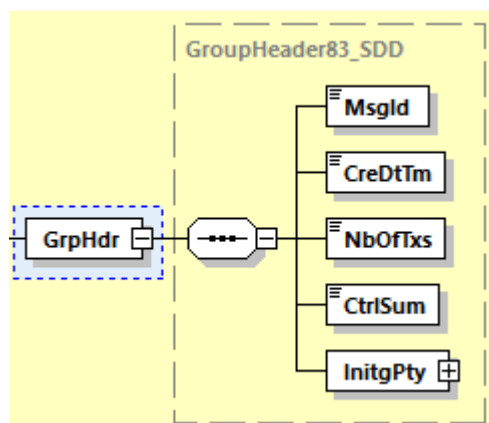 GroupHeader83_SDD
MsgId
CreDtTm
GrpHdr
NbOfTxs
CtrlSum
InitgPty